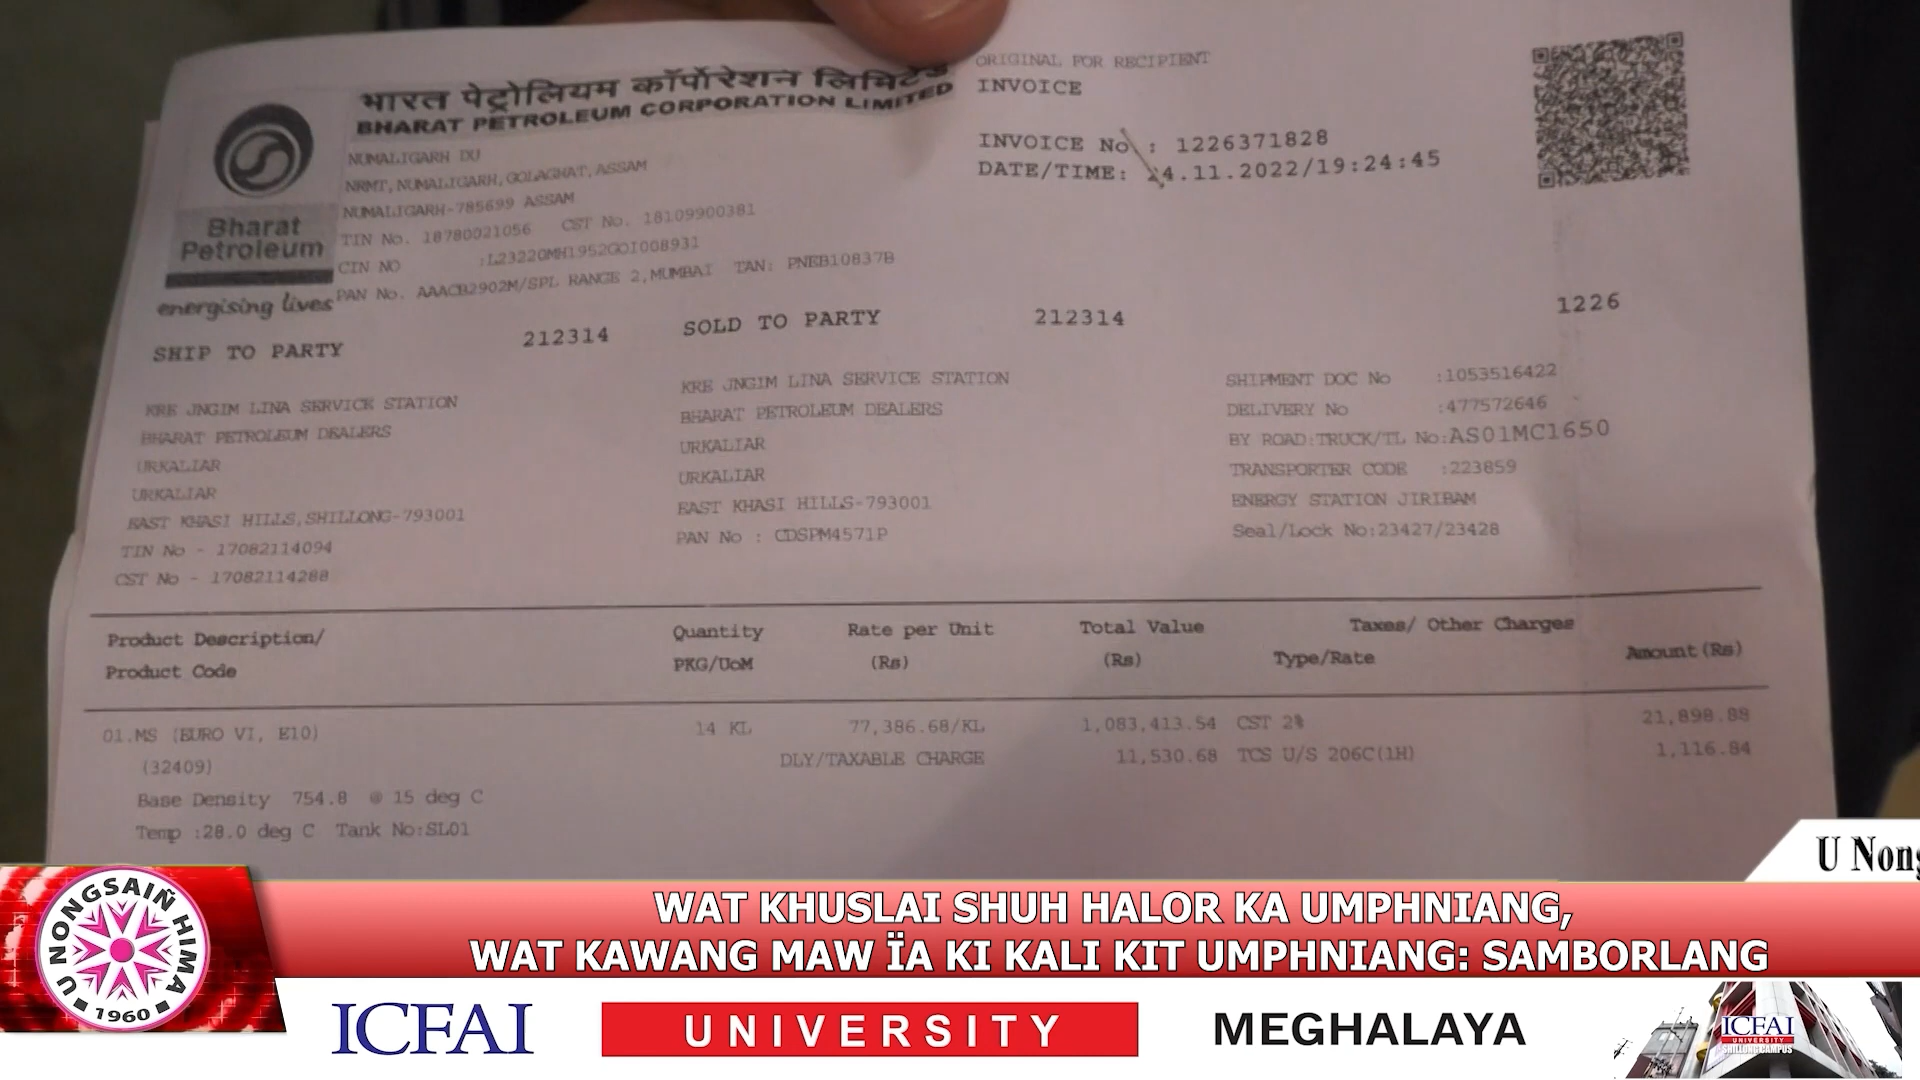 भारत पेट्रोलियम कॉर्पोरेशन लिमिटेड
BHARAT PETROLEUM CORPORATION LIMITED
NUMALIGARH DU
NRMT, NUMALIGARH, GOLAGHAT, ASSAM
NUMALIGARH-785699 ASSAM
TIN No. 18780021056 CST No. 18109900381
CIN NO :L23220MH1952GOI008931
PAN No. AAACB2902M/SPL RANGE 2, MUMBAI TAN: PNEB10837B
Bharat
Petroleum
energising lives
ORIGINAL FOR RECIPIENT
INVOICE
INVOICE No : 1226371828
DATE/TIME: 24.11.2022/19:24:45
1226
SHIP TO PARTY 212314
KRE JNGIM LINA SERVICE STATION
BHARAT PETROLEUM DEALERS
URKALIAR
URKALIAR
EAST KHASI HILLS, SHILLONG-793001
TIN No - 17082114094
CST No - 17082114288
SOLD TO PARTY 212314
KRE JNGIM LINA SERVICE STATION
BHARAT PETROLEUM DEALERS
URKALIAR
URKALIAR
EAST KHASI HILLS-793001
PAN No : CDSPM4571P
SHIPMENT DOC No :1053516422
DELIVERY No :477572646
BY ROAD:TRUCK/TL No:AS01MC1650
TRANSPORTER CODE :223859
ENERGY STATION JIRIBAM
Seal/Lock No:23427/23428
Product Description/ Quantity Rate per Unit Total Value Taxes/ Other Charges
Product Code PKG/UoM (Rs) (Rs) Type/Rate Amount(Rs)
01.MS (EURO VI, E10) 14 KL 77,386.68/KL 1,083,413.54 CST 2% 21,898.88
(32409) DLY/TAXABLE CHARGE 11,530.68 TCS U/S 206C(1H) 1,116.84
Base Density 754.8 @ 15 deg C
Temp :28.0 deg C Tank No:SL01
U Nong
U NONGSAIÑ HIMA
1960
WAT KHUSLAI SHUH HALOR KA UMPHNIANG,
WAT KAWANG MAW ÏA KI KALI KIT UMPHNIANG: SAMBORLANG
ICFAI UNIVERSITY MEGHALAYA
ICFAI
UNIVERSITY
SHILLONG CAMPUS